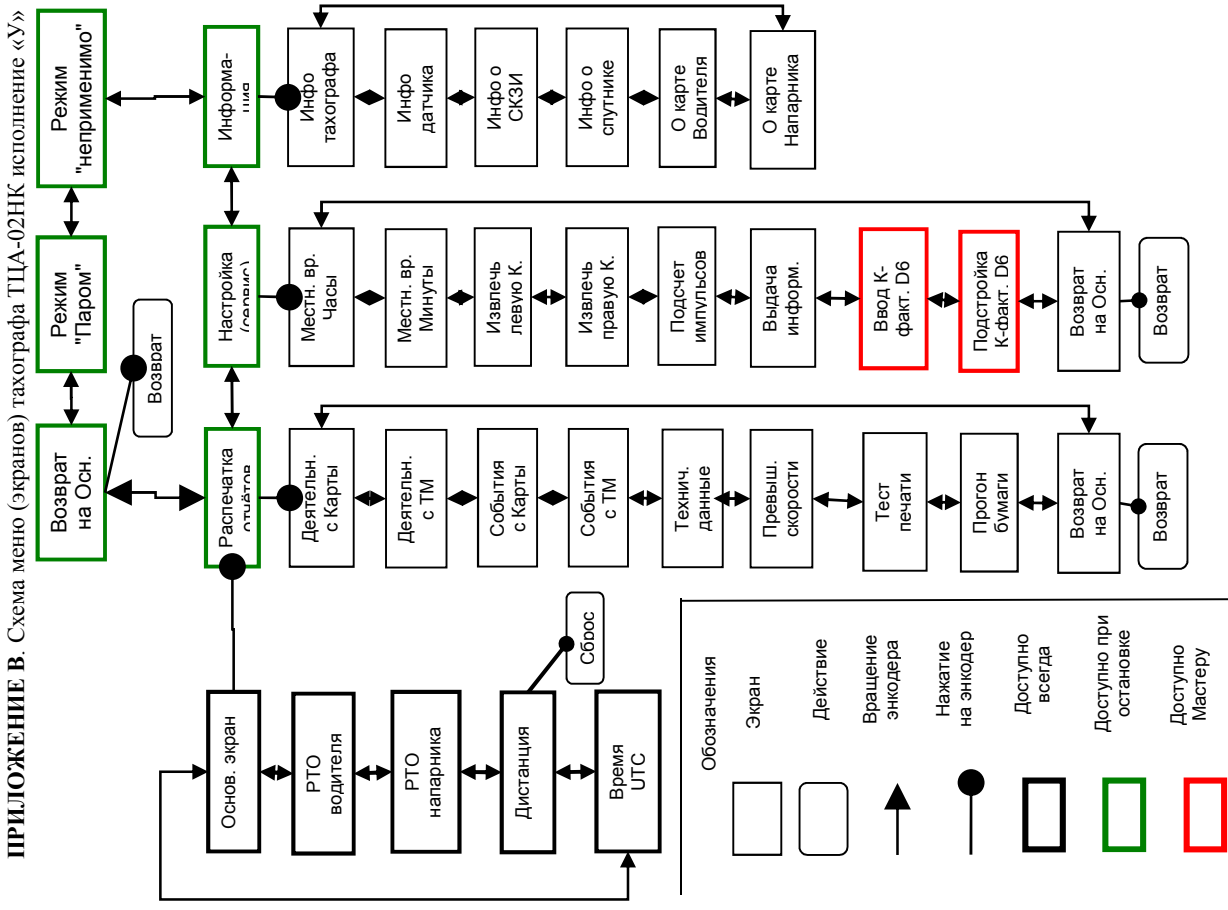 ПРИЛОЖЕНИЕ В. Схема меню (экранов) тахографа ТЦА-02НК исполнение «У»
Возврат
на Осн.
Режим
"Паром"
Режим
"неприменимо"
Возврат
Распечатка
отчётов
Настройка
(сервис)
Информа-
ция
Основ. экран
РТО
водителя
РТО
напарника
Дистанция
Время
UTC
Сброс
Деятельн.
с Карты
Деятельн.
с ТМ
События
с Карты
События
с ТМ
Технич.
данные
Превыш.
скорости
Тест
печати
Прогон
бумаги
Возврат
на Осн.
Возврат
Местн. вр.
Часы
Местн. вр.
Минуты
Извлечь
левую К.
Извлечь
правую К.
Подсчет
импульсов
Выдача
информ.
Ввод К-
факт. D6
Подстройка
К-факт. D6
Возврат
на Осн.
Возврат
Инфо
тахографа
Инфо
датчика
Инфо о
СКЗИ
Инфо о
спутнике
О карте
Водителя
О карте
Напарника
Обозначения
Экран
Действие
Вращение
энкодера
Нажатие
на энкодер
Доступно
всегда
Доступно при
остановке
Доступно
Мастеру